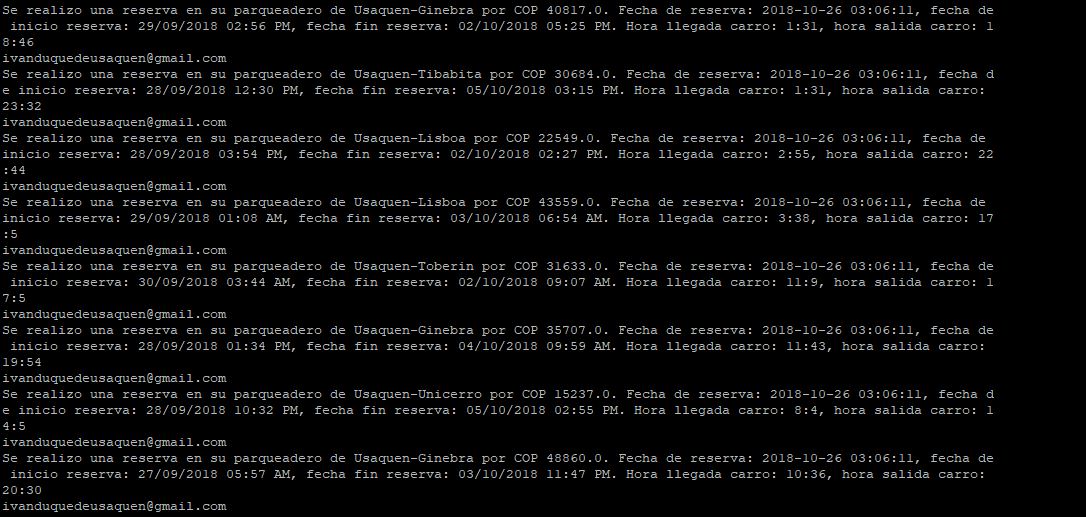 Se realizo una reserva en su parqueadero de Usaquen-Ginebra por COP 40817.0. Fecha de reserva: 2018-10-26 03:06:11, fecha de
 inicio reserva: 29/09/2018 02:56 PM, fecha fin reserva: 02/10/2018 05:25 PM. Hora llegada carro: 1:31, hora salida carro: 1
8:46
ivanduquedeusaquen@gmail.com
Se realizo una reserva en su parqueadero de Usaquen-Tibabita por COP 30684.0. Fecha de reserva: 2018-10-26 03:06:11, fecha d
e inicio reserva: 28/09/2018 12:30 PM, fecha fin reserva: 05/10/2018 03:15 PM. Hora llegada carro: 1:31, hora salida carro:
23:32
ivanduquedeusaquen@gmail.com
Se realizo una reserva en su parqueadero de Usaquen-Lisboa por COP 22549.0. Fecha de reserva: 2018-10-26 03:06:11, fecha de
inicio reserva: 28/09/2018 03:54 PM, fecha fin reserva: 02/10/2018 02:27 PM. Hora llegada carro: 2:55, hora salida carro: 22
:44
ivanduquedeusaquen@gmail.com
Se realizo una reserva en su parqueadero de Usaquen-Lisboa por COP 43559.0. Fecha de reserva: 2018-10-26 03:06:11, fecha de
inicio reserva: 29/09/2018 01:08 AM, fecha fin reserva: 03/10/2018 06:54 AM. Hora llegada carro: 3:38, hora salida carro: 17
:5
ivanduquedeusaquen@gmail.com
Se realizo una reserva en su parqueadero de Usaquen-Toberin por COP 31633.0. Fecha de reserva: 2018-10-26 03:06:11, fecha de
 inicio reserva: 30/09/2018 03:44 AM, fecha fin reserva: 02/10/2018 09:07 AM. Hora llegada carro: 11:9, hora salida carro: 1
7:5
ivanduquedeusaquen@gmail.com
Se realizo una reserva en su parqueadero de Usaquen-Ginebra por COP 35707.0. Fecha de reserva: 2018-10-26 03:06:11, fecha de
 inicio reserva: 28/09/2018 01:34 PM, fecha fin reserva: 04/10/2018 09:59 AM. Hora llegada carro: 11:43, hora salida carro:
19:54
ivanduquedeusaquen@gmail.com
Se realizo una reserva en su parqueadero de Usaquen-Unicerro por COP 15237.0. Fecha de reserva: 2018-10-26 03:06:11, fecha d
e inicio reserva: 28/09/2018 10:32 PM, fecha fin reserva: 05/10/2018 02:55 PM. Hora llegada carro: 8:4, hora salida carro: 1
4:5
ivanduquedeusaquen@gmail.com
Se realizo una reserva en su parqueadero de Usaquen-Ginebra por COP 48860.0. Fecha de reserva: 2018-10-26 03:06:11, fecha de
 inicio reserva: 27/09/2018 05:57 AM, fecha fin reserva: 03/10/2018 11:47 PM. Hora llegada carro: 10:36, hora salida carro:
20:30
ivanduquedeusaquen@gmail.com